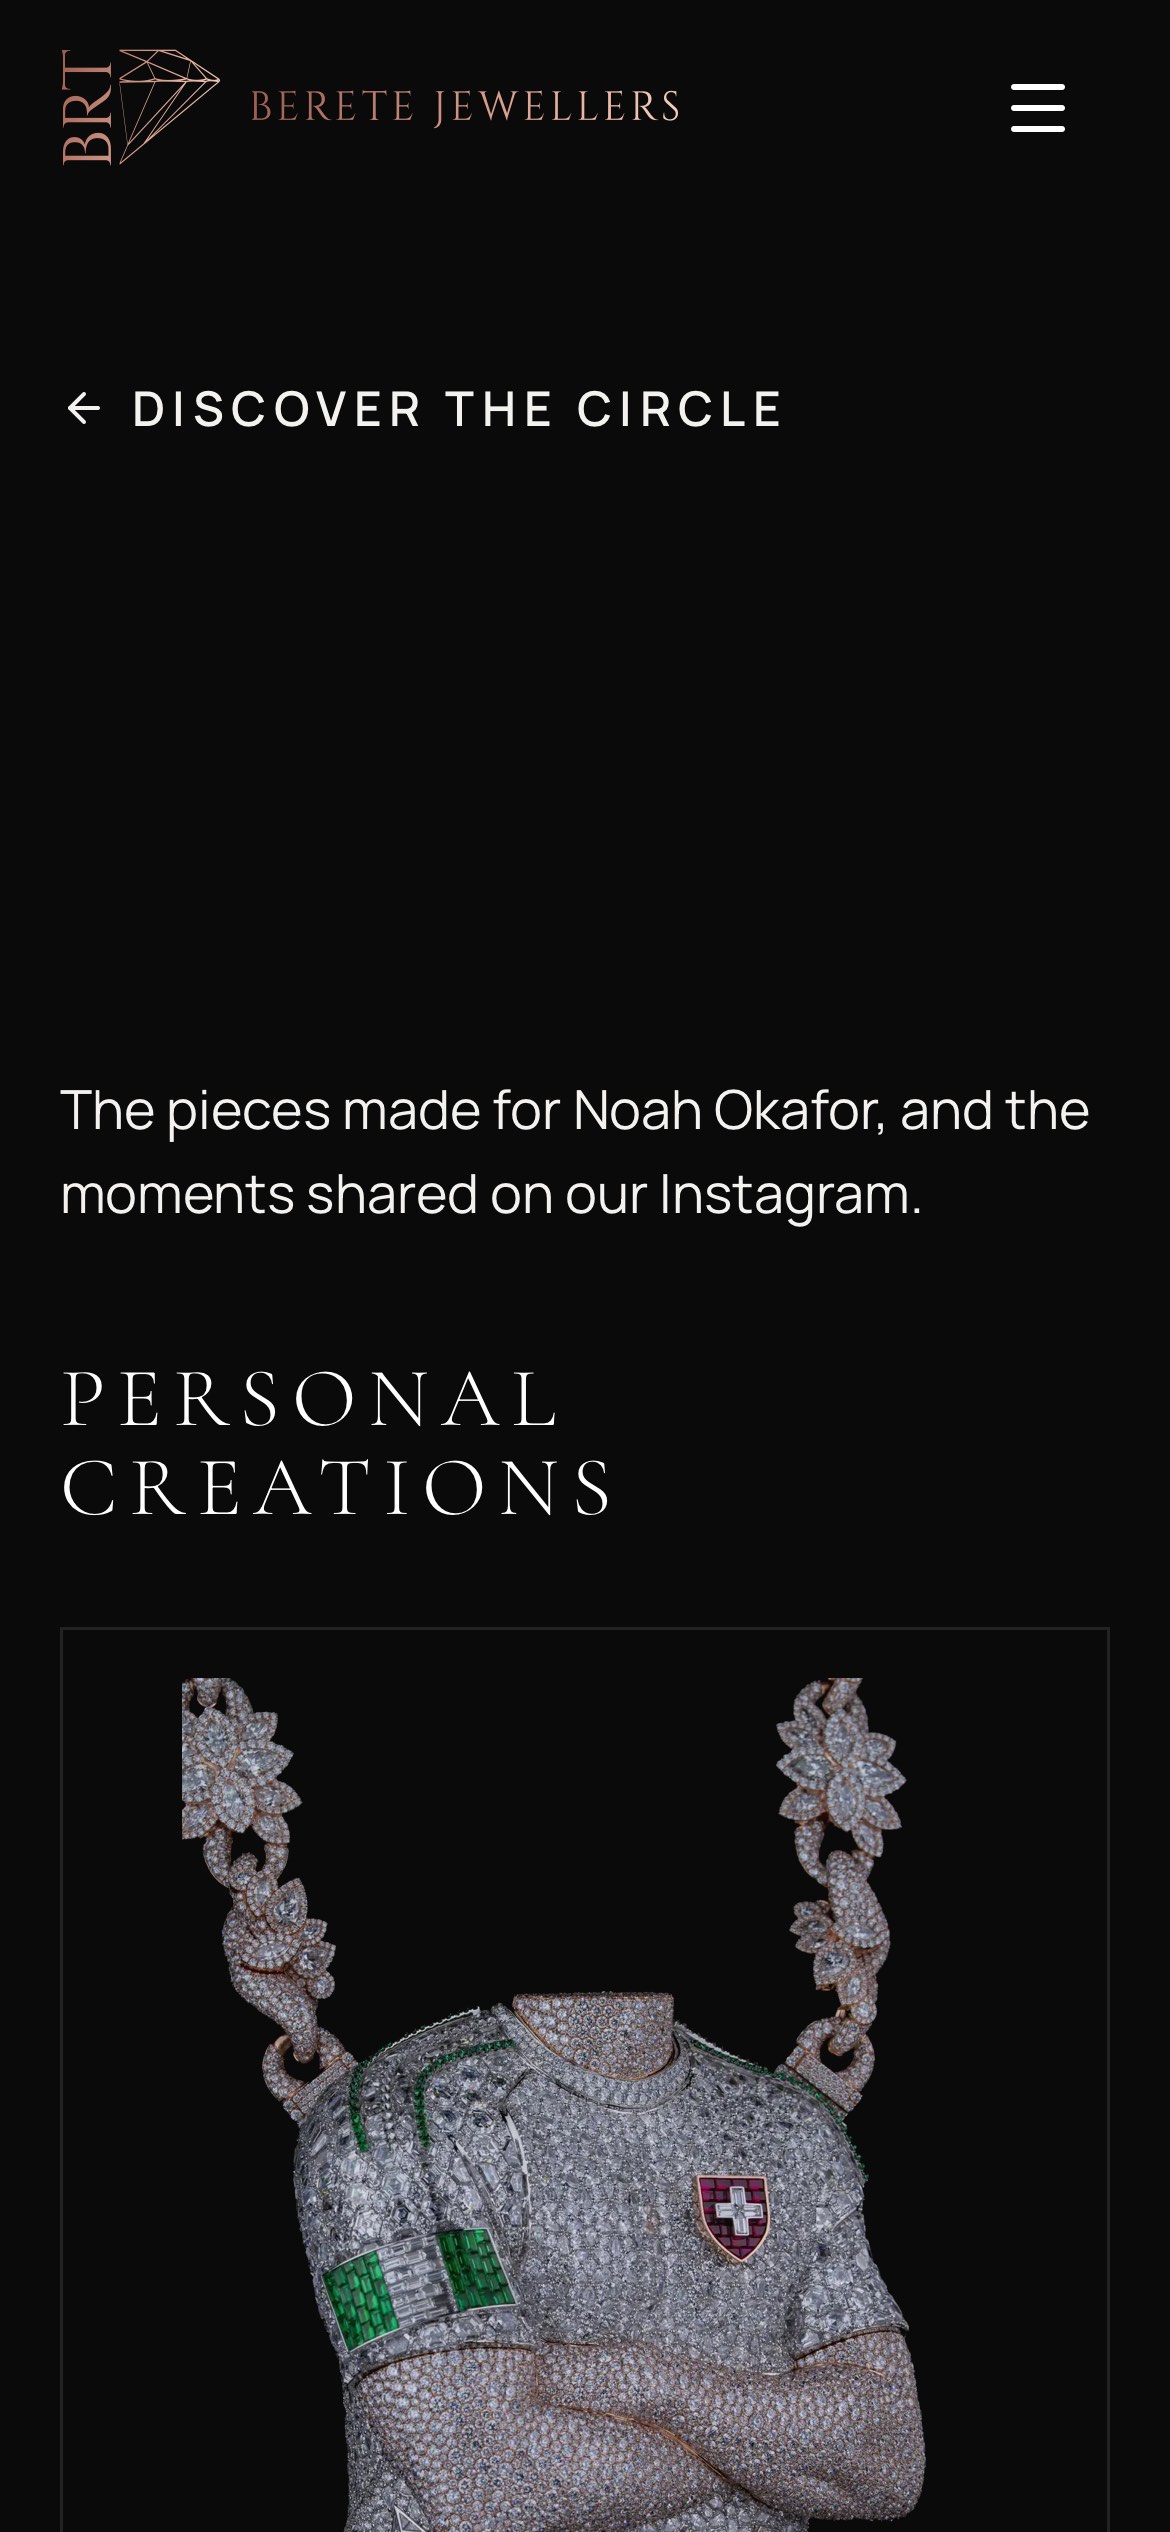 BRT
BERETE JEWELLERS
← DISCOVER THE CIRCLE
The pieces made for Noah Okafor, and the
moments shared on our Instagram.
PERSONAL
CREATIONS